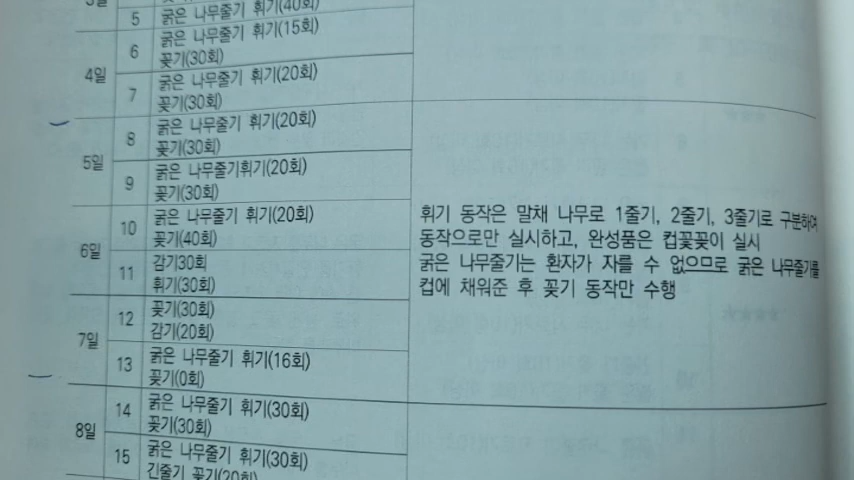 3일
5
굵은 나무줄기 휘기(40회)
4일
6
굵은 나무줄기 휘기(15회)
꽂기(30회)
7
굵은 나무줄기 휘기(20회)
꽂기(30회)
5일
8
굵은 나무줄기 휘기(20회)
꽂기(30회)
9
굵은 나무줄기휘기(20회)
꽂기(30회)
6일
10
굵은 나무줄기 휘기(20회)
꽂기(40회)
11
감기30회
휘기(30회)
7일
12
꽂기(30회)
감기(20회)
13
굵은 나무줄기 휘기(16회)
꽂기(0회)
휘기 동작은 말채 나무로 1줄기, 2줄기, 3줄기로 구분하여
동작으로만 실시하고, 완성품은 컵꽃꽂이 실시
굵은 나무줄기는 환자가 자를 수 없으므로 굵은 나무줄기를
컵에 채워준 후 꽂기 동작만 수행
8일
14
굵은 나무줄기 휘기(30회)
꽂기(30회)
15
굵은 나무줄기 휘기(30회)
긴줄기 꽂기(20회)